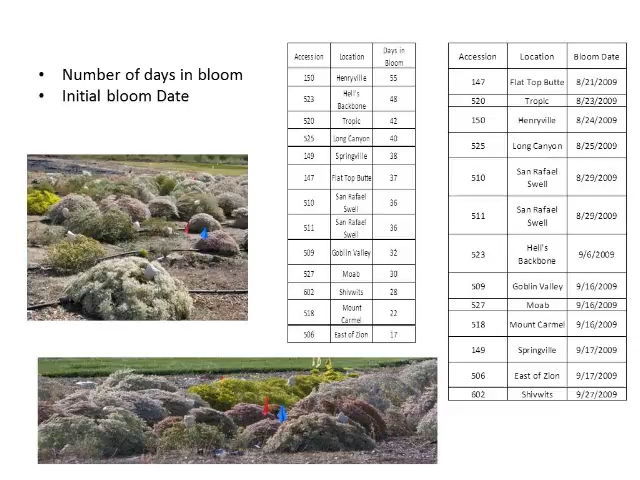 • Number of days in bloom
• Initial bloom Date
Accession Location Days in Bloom
150 Henryville 55
523 Hell's Backbone 48
520 Tropic 42
525 Long Canyon 40
149 Springville 38
147 Flat Top Butte 37
510 San Rafael Swell 36
511 San Rafael Swell 36
509 Goblin Valley 32
527 Moab 30
602 Shivwits 28
518 Mount Carmel 22
506 East of Zion 17
Accession Location Bloom Date
147 Flat Top Butte 8/21/2009
520 Tropic 8/23/2009
150 Henryville 8/24/2009
525 Long Canyon 8/25/2009
510 San Rafael Swell 8/29/2009
511 San Rafael Swell 8/29/2009
523 Hell's Backbone 9/6/2009
509 Goblin Valley 9/16/2009
527 Moab 9/16/2009
518 Mount Carmel 9/16/2009
149 Springville 9/17/2009
506 East of Zion 9/17/2009
602 Shivwits 9/27/2009